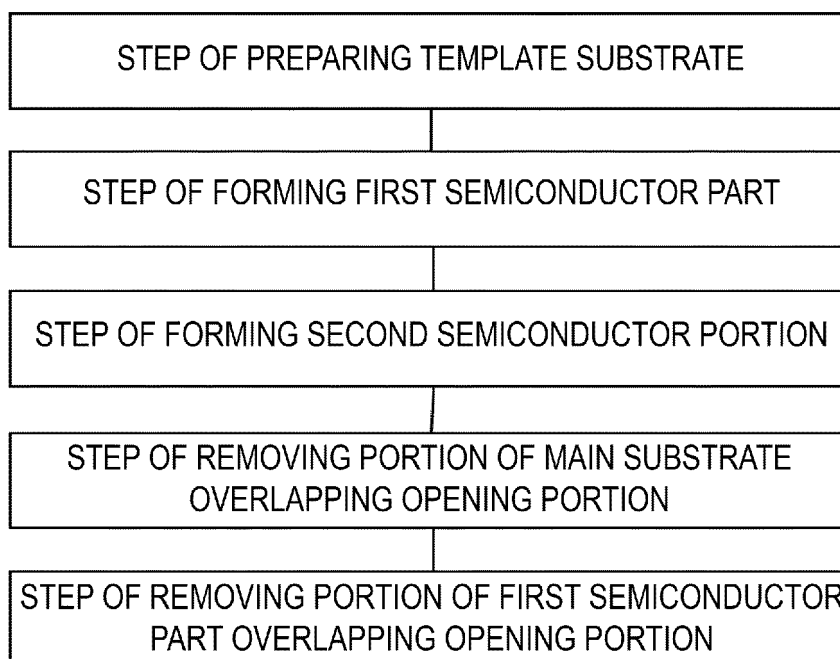 STEP OF PREPARING TEMPLATE SUBSTRATE
STEP OF FORMING FIRST SEMICONDUCTOR PART
STEP OF FORMING SECOND SEMICONDUCTOR PORTION
STEP OF REMOVING PORTION OF MAIN SUBSTRATE
OVERLAPPING OPENING PORTION
STEP OF REMOVING PORTION OF FIRST SEMICONDUCTOR
PART OVERLAPPING OPENING PORTION